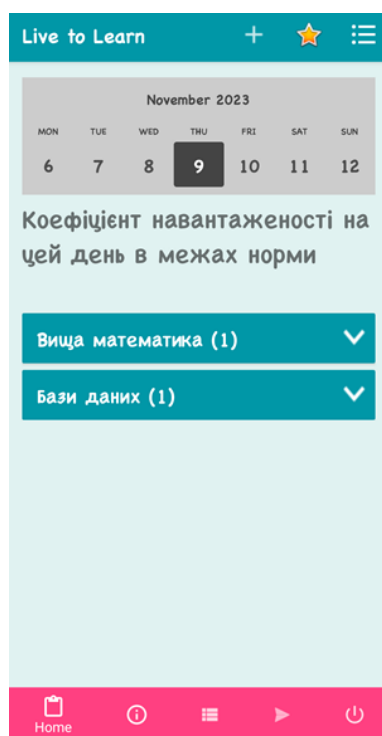 Live to Learn
November 2023
MON TUE WED THU FRI SAT SUN
6 7 8 9 10 11 12
Коефіцієнт навантаженості на
цей день в межах норми
Вища математика (1)
Бази даних (1)
Home